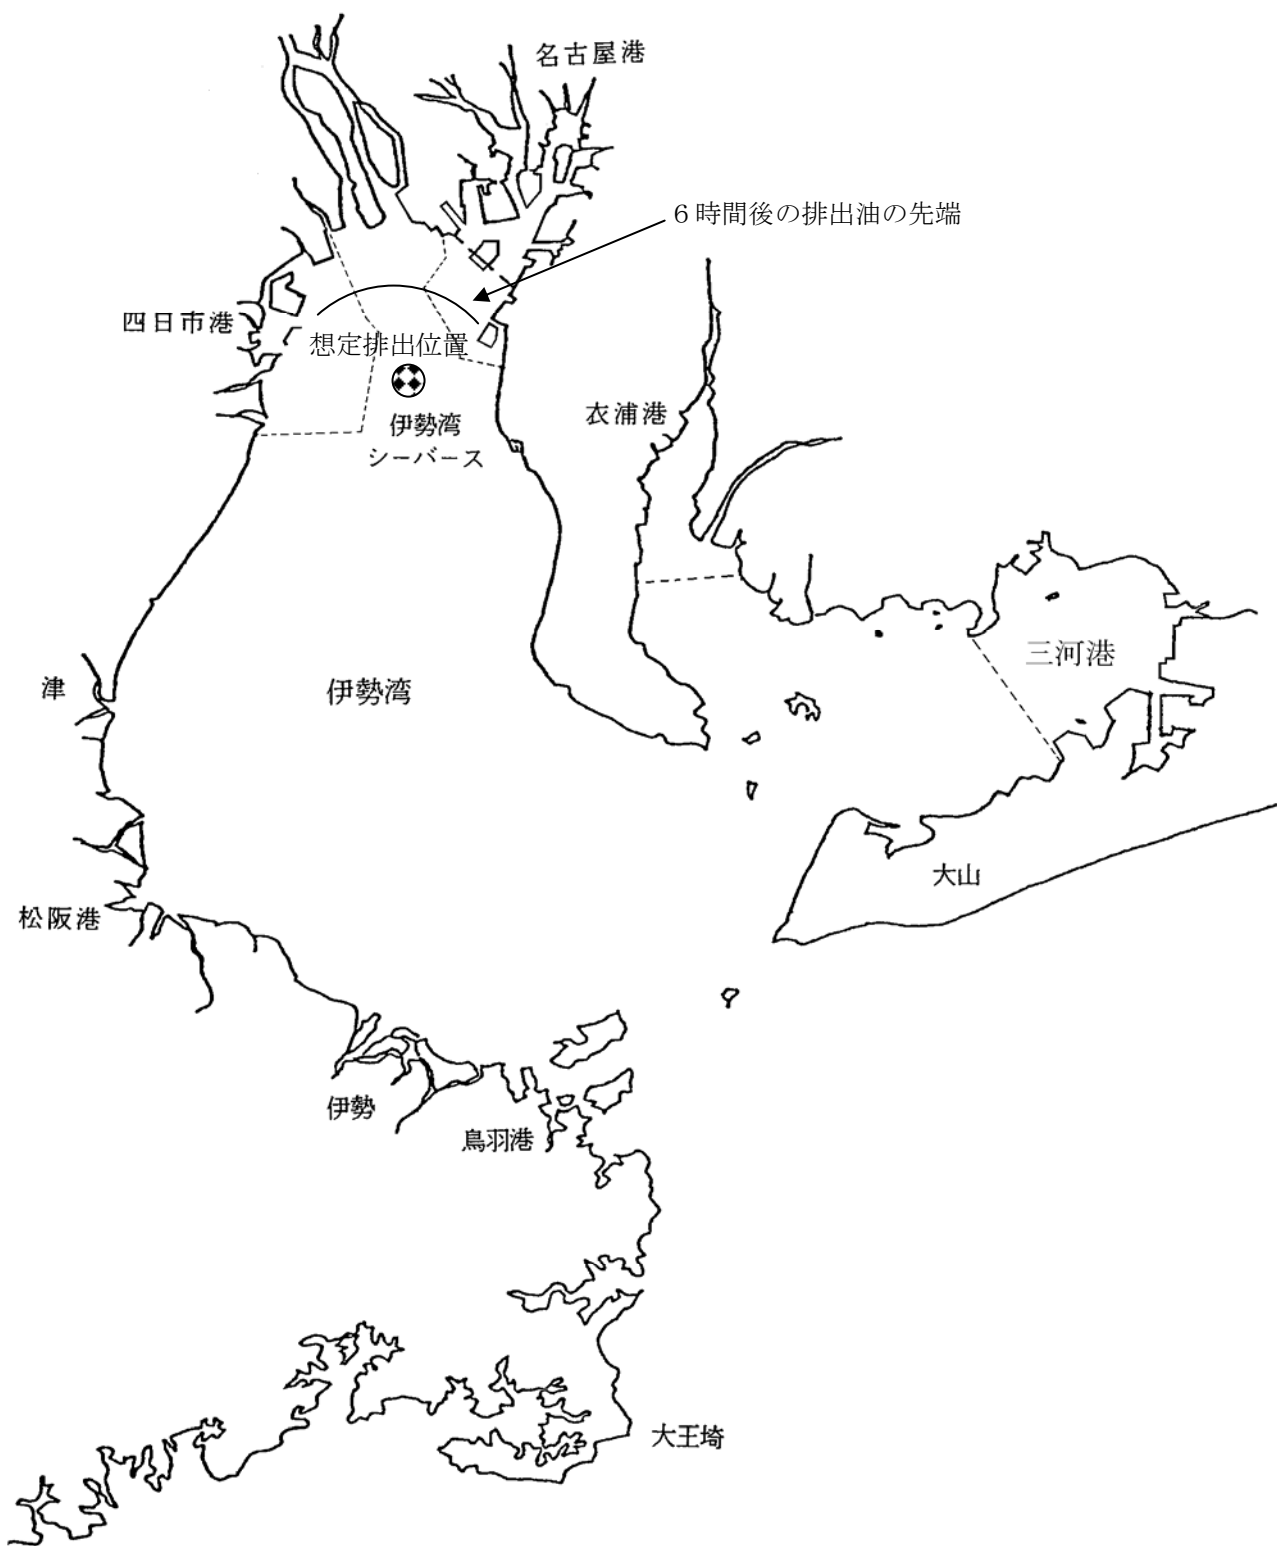 名古屋港
６時間後の排出油の先端
四日市港
想定排出位置
伊勢湾
シーバース
衣浦港
三河港
津
伊勢湾
大山
松阪港
伊勢
鳥羽港
大王埼